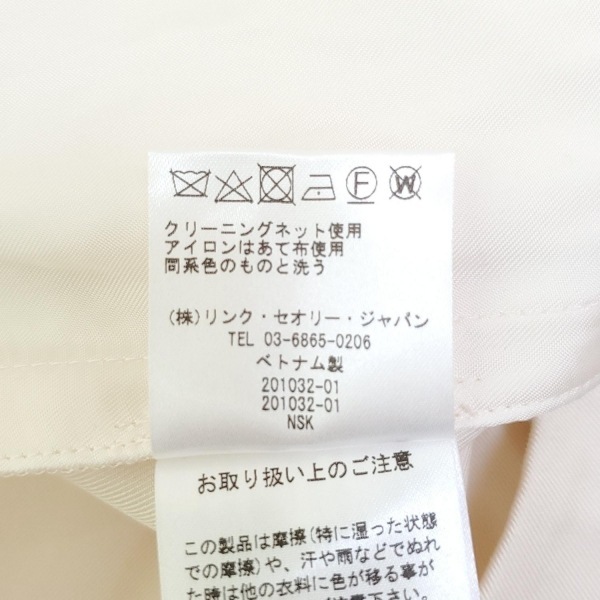 F W
クリーニングネット使用
アイロンはあて布使用
同系色のものと洗う
(株)リンク・セオリー・ジャパン
TEL 03-6865-0206
ベトナム製
201032-01
201032-01
NSK
お取り扱い上のご注意
この製品は摩擦(特に湿った状態
での摩擦)や、汗や雨などでぬれ
た時は他の衣料に色が移る事が
下さい。